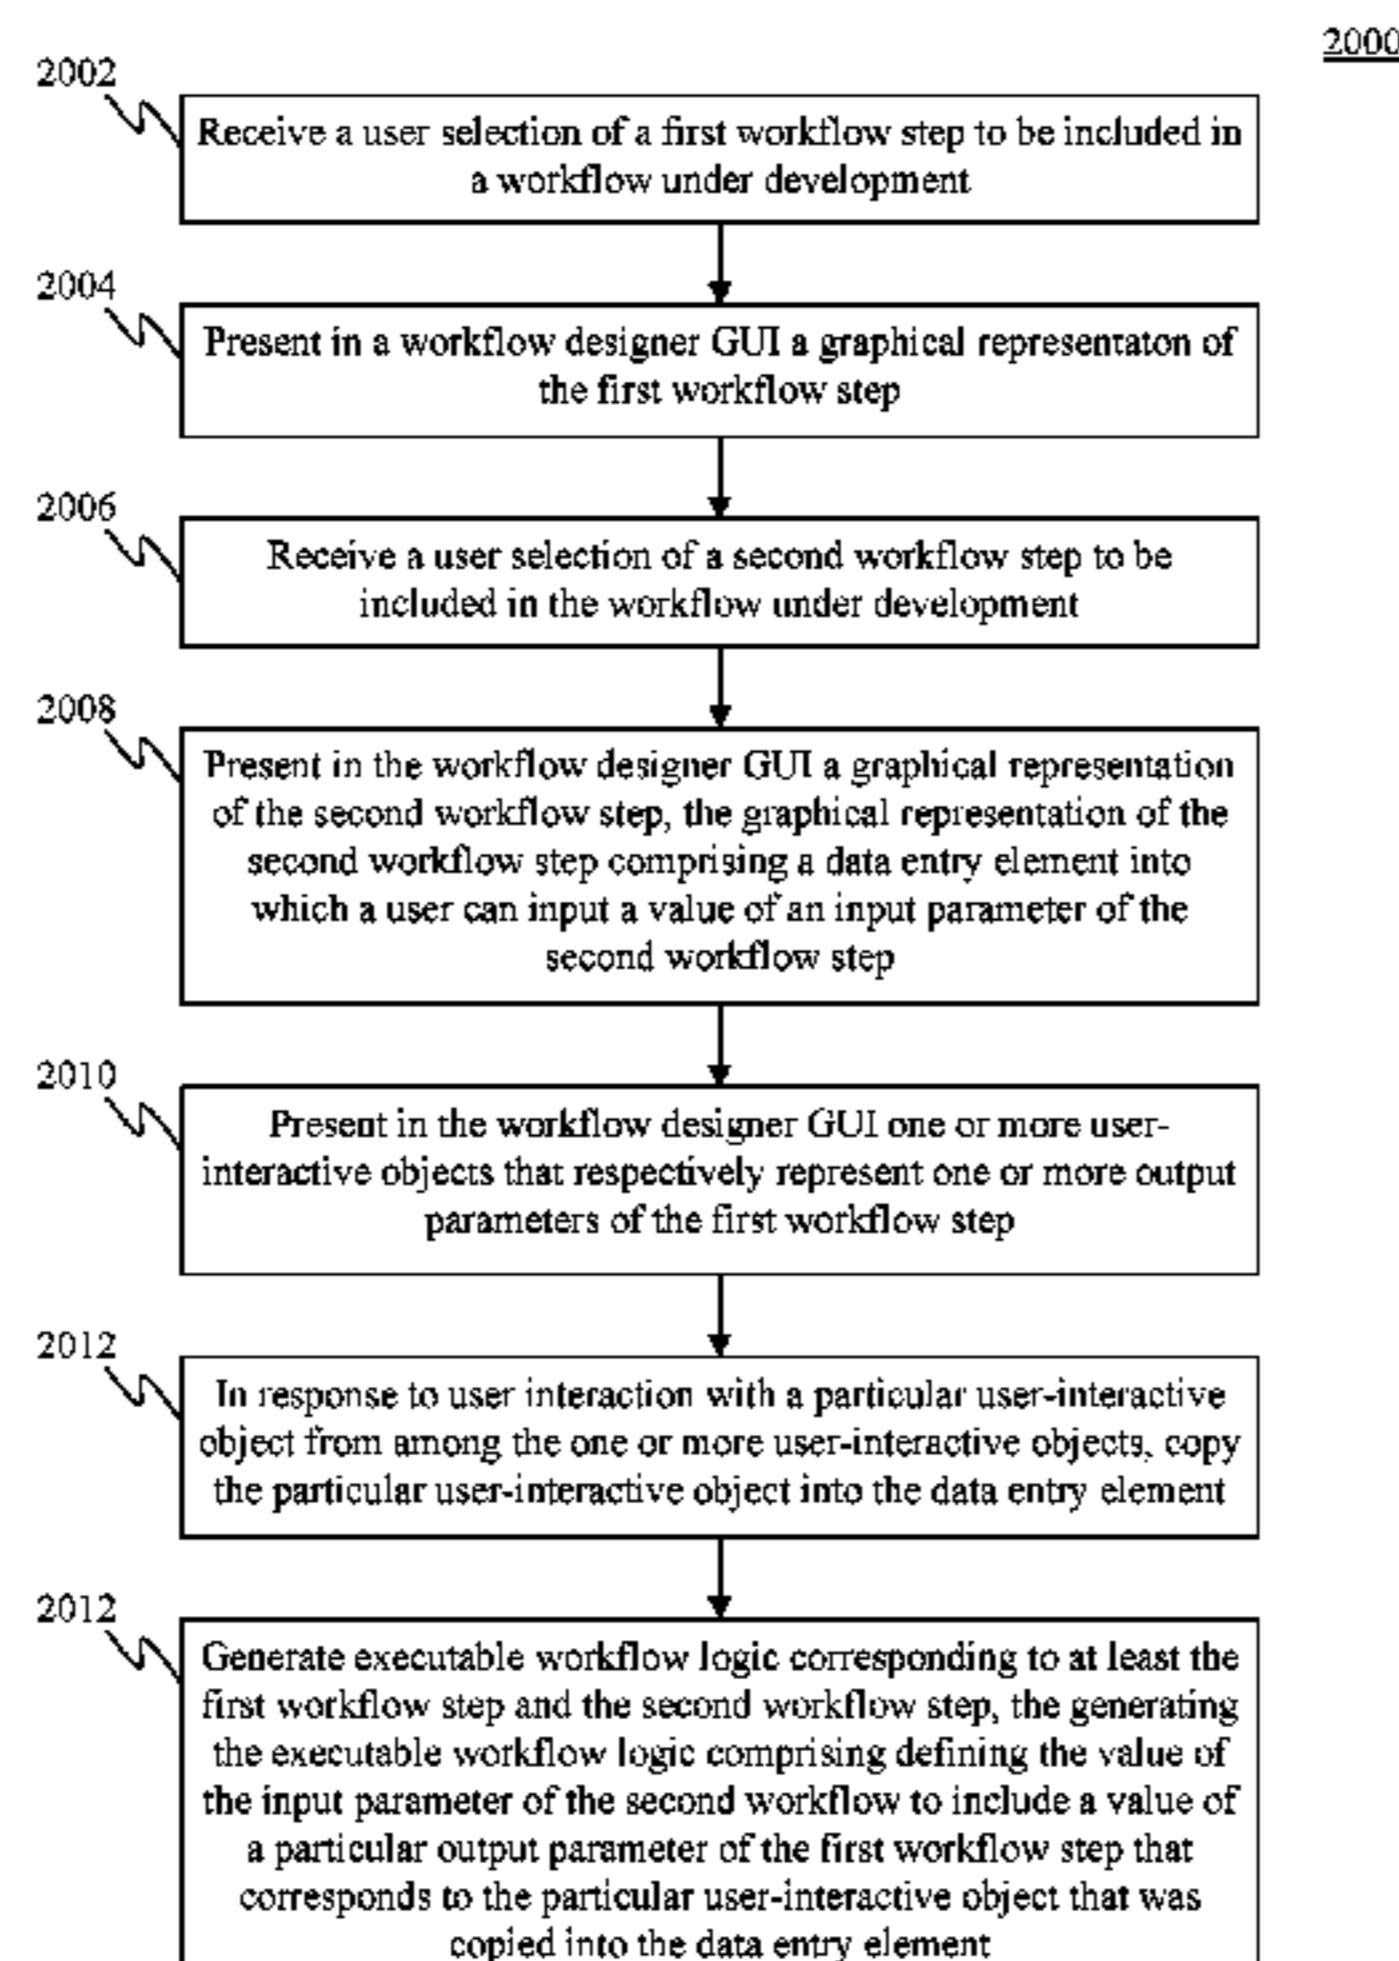 2000
2002
Receive a user selection of a first workflow step to be included in
a workflow under development
2004
Present in a workflow designer GUI a graphical representaton of
the first workflow step
2006
Receive a user selection of a second workflow step to be
included in the workflow under development
2008
Present in the workflow designer GUI a graphical representation
of the second workflow step, the graphical representation of the
second workflow step comprising a data entry element into
which a user can input a value of an input parameter of the
second workflow step
2010
Present in the workflow designer GUI one or more user-
interactive objects that respectively represent one or more output
parameters of the first workflow step
2012
In response to user interaction with a particular user-interactive
object from among the one or more user-interactive objects, copy
the particular user-interactive object into the data entry element
2012
Generate executable workflow logic corresponding to at least the
first workflow step and the second workflow step, the generating
the executable workflow logic comprising defining the value of
the input parameter of the second workflow to include a value of
a particular output parameter of the first workflow step that
corresponds to the particular user-interactive object that was
copied into the data entry element